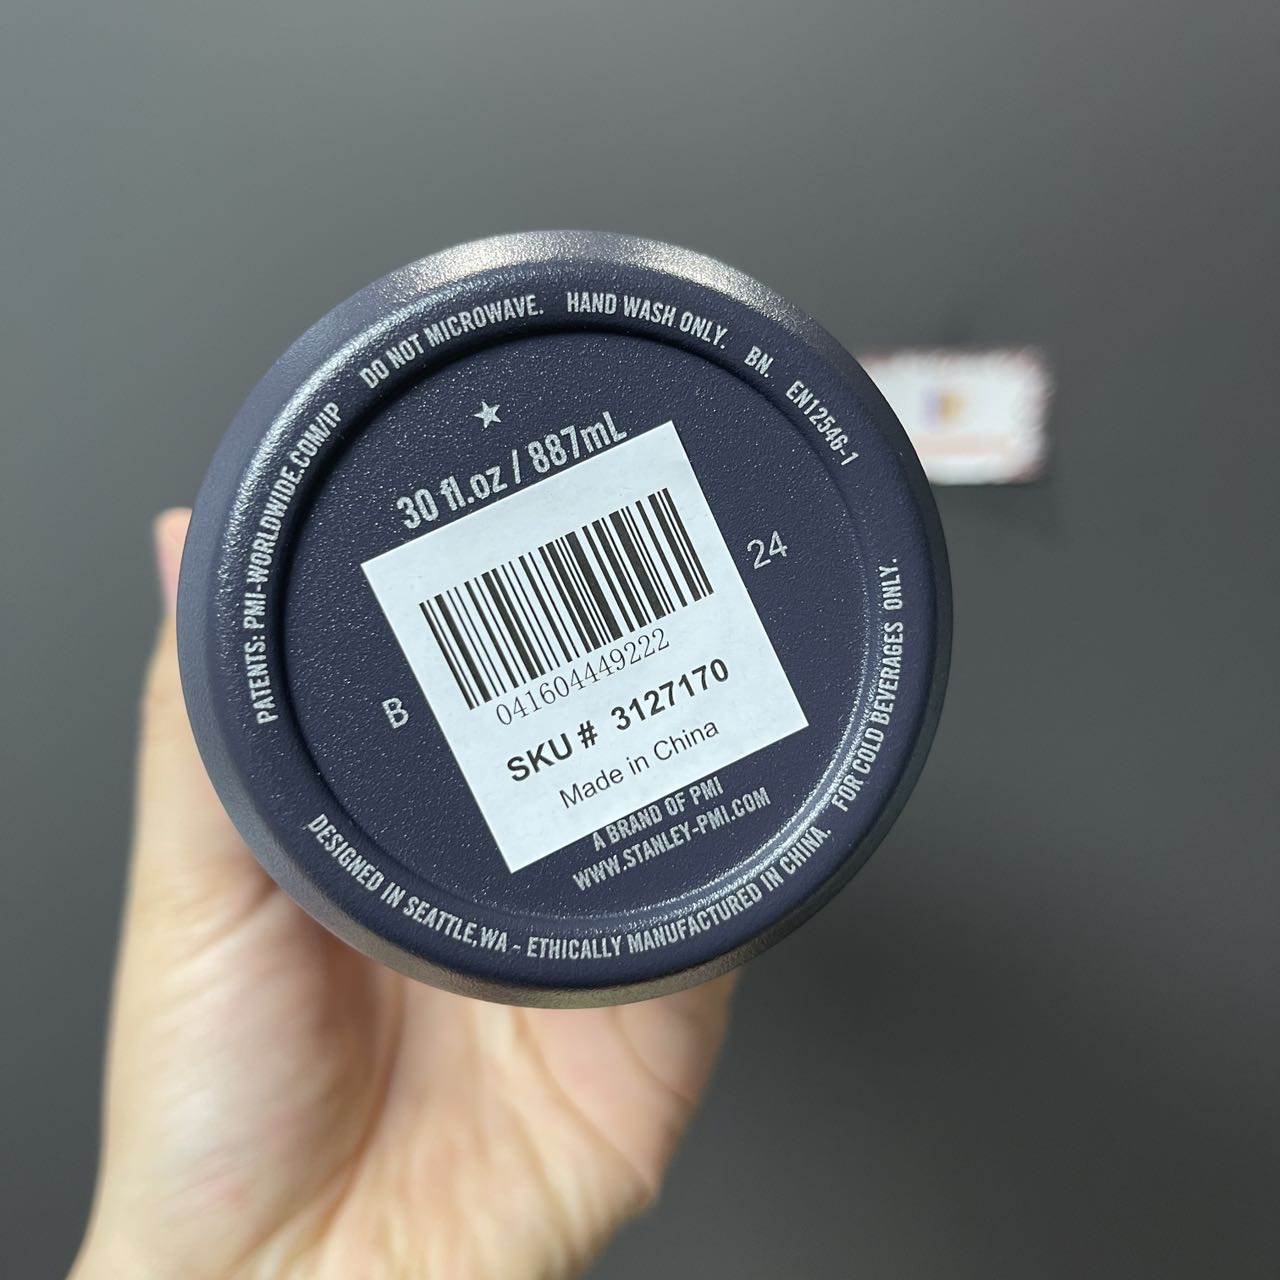 PATENTS: PMI-WORLDWIDE.COM/IP DO NOT MICROWAVE. HAND WASH ONLY. BN. EN12546-1
30 fl.oz / 887mL
B
24
041604449222
SKU # 3127170
Made in China
A BRAND OF PMI
WWW.STANLEY-PMI.COM
DESIGNED IN SEATTLE,WA - ETHICALLY MANUFACTURED IN CHINA. FOR COLD BEVERAGES ONLY.